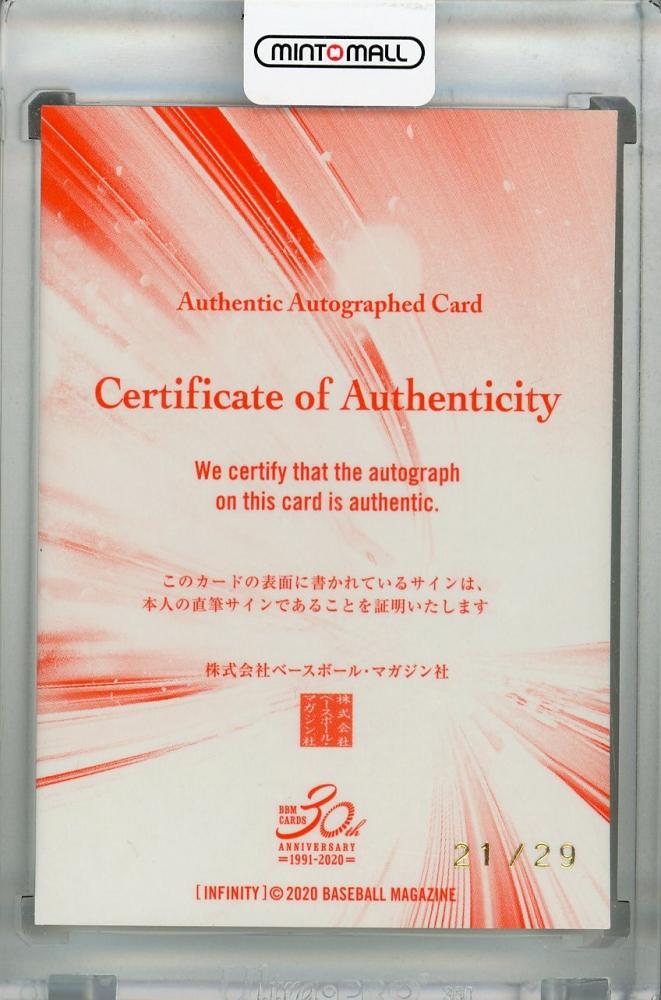 MINTOMALL
Authentic Autographed Card
Certificate of Authenticity
We certify that the autograph
on this card is authentic.
このカードの表面に書かれているサインは、
本人の直筆サインであることを証明いたします
株式会社ベースボール・マガジン社
株式会社
ベースボール・
マガジン社
BBM
CARDS
30th
ANNIVERSARY
=1991-2020=
21/29
[INFINITY]©2020 BASEBALL MAGAZINE